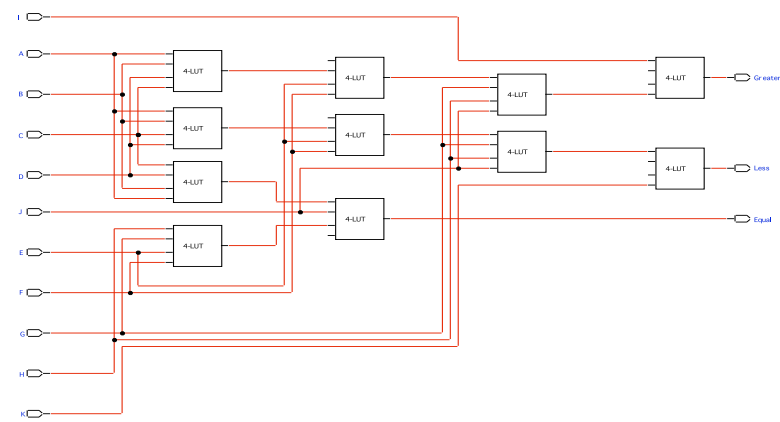 I
A
4-LUT
4-LUT
4-LUT
Greater
B
4-LUT
C
4-LUT
4-LUT
4-LUT
4-LUT
Less
D
4-LUT
J
4-LUT
Equal
E
4-LUT
F
G
H
K